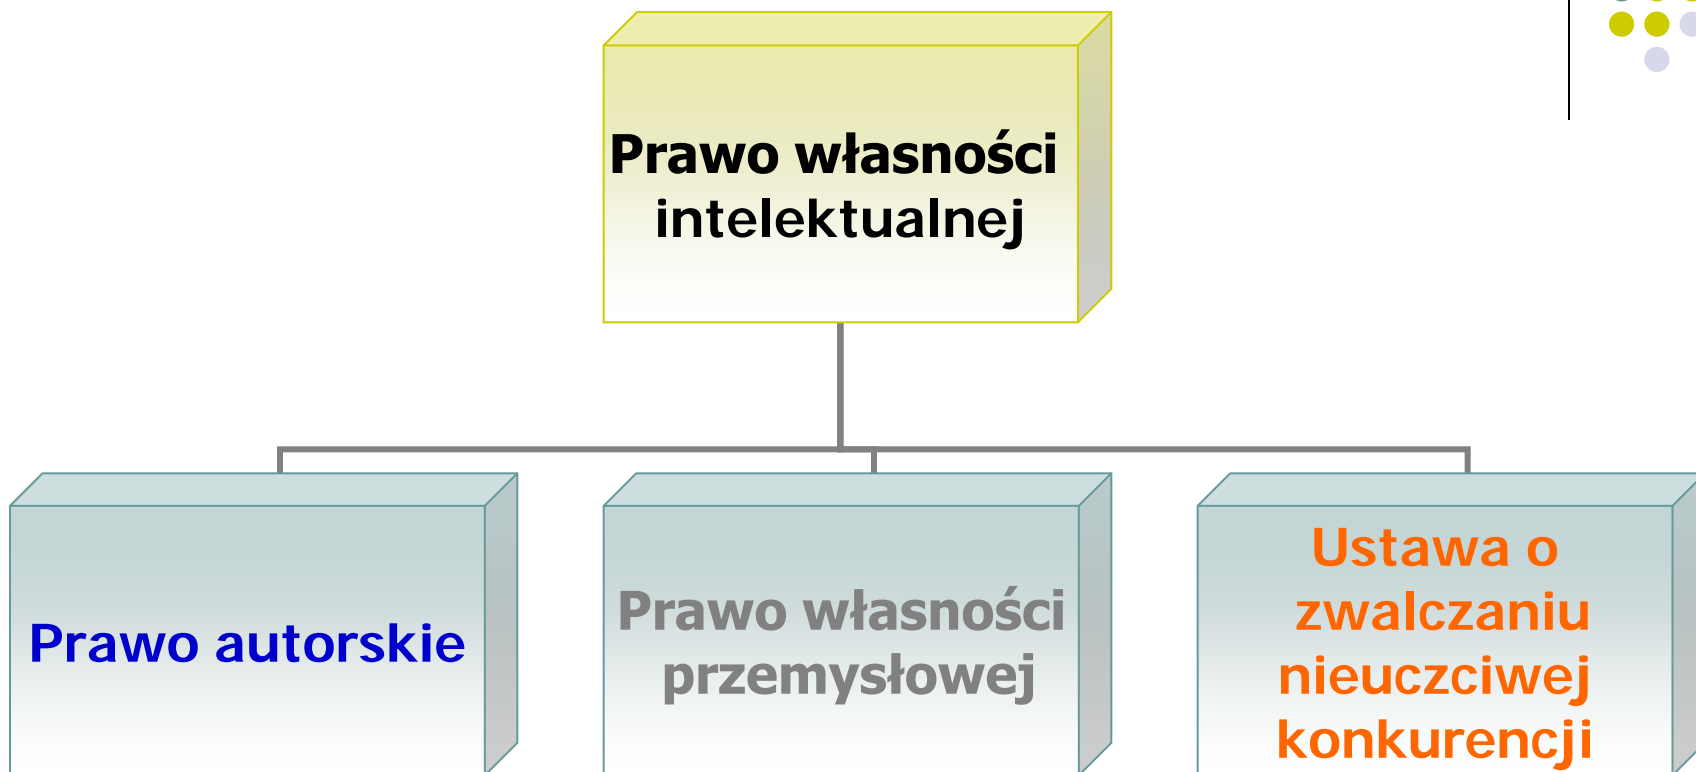 Prawo własności
intelektualnej
Prawo autorskie
Prawo własności
przemysłowej
Ustawa o
zwalczaniu
nieuczciwej
konkurencji